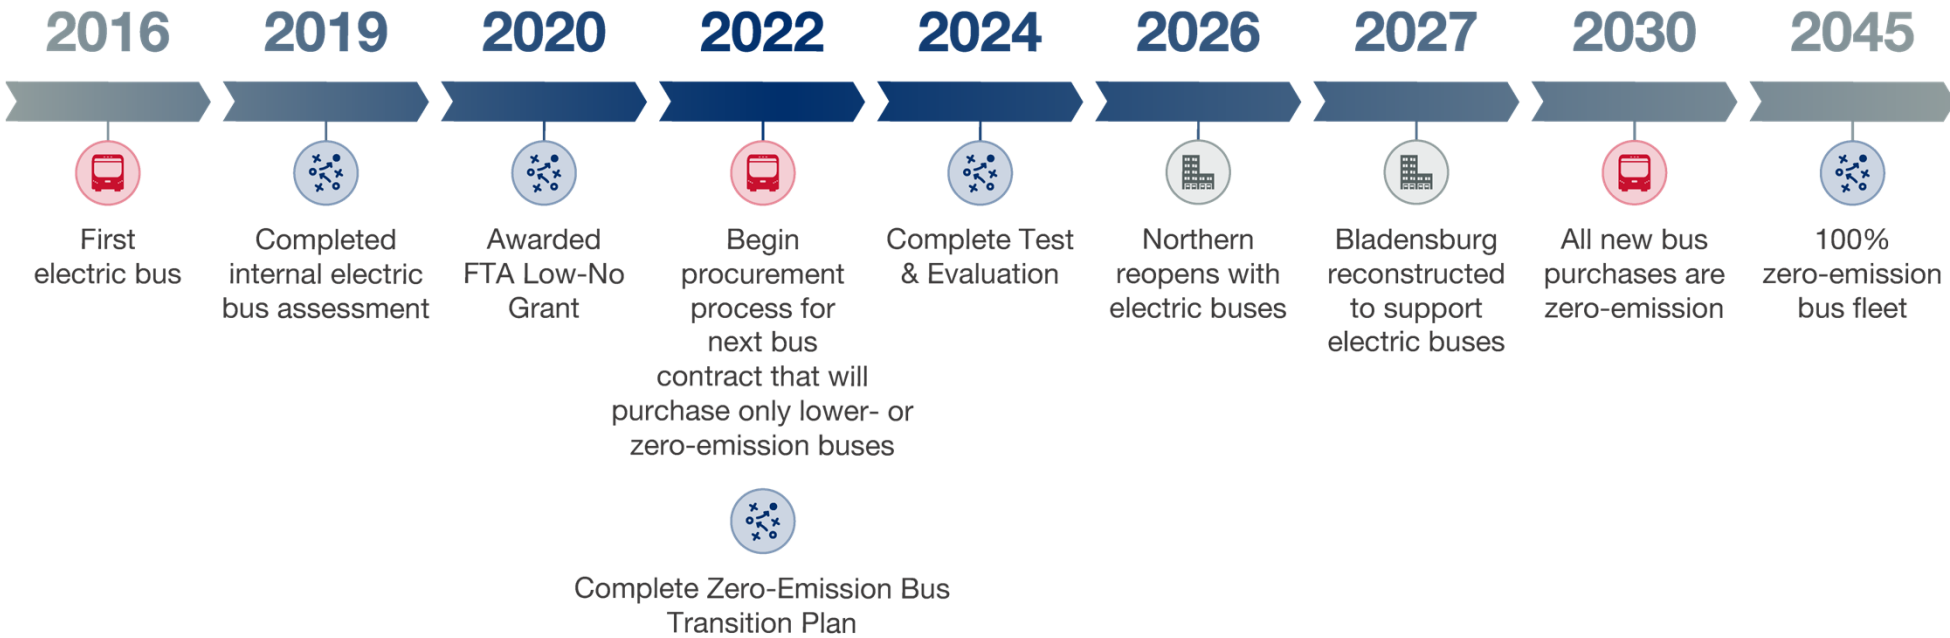 2016
First
electric bus
2019
Completed
internal electric
bus assessment
2020
Awarded
FTA Low-No
Grant
2022
Begin
procurement
process for
next bus
contract that will
purchase only lower- or
zero-emission buses
Complete Zero-Emission Bus
Transition Plan
2024
Complete Test
& Evaluation
2026
Northern
reopens with
electric buses
2027
Bladensburg
reconstructed
to support
electric buses
2030
All new bus
purchases are
zero-emission
2045
100%
zero-emission
bus fleet